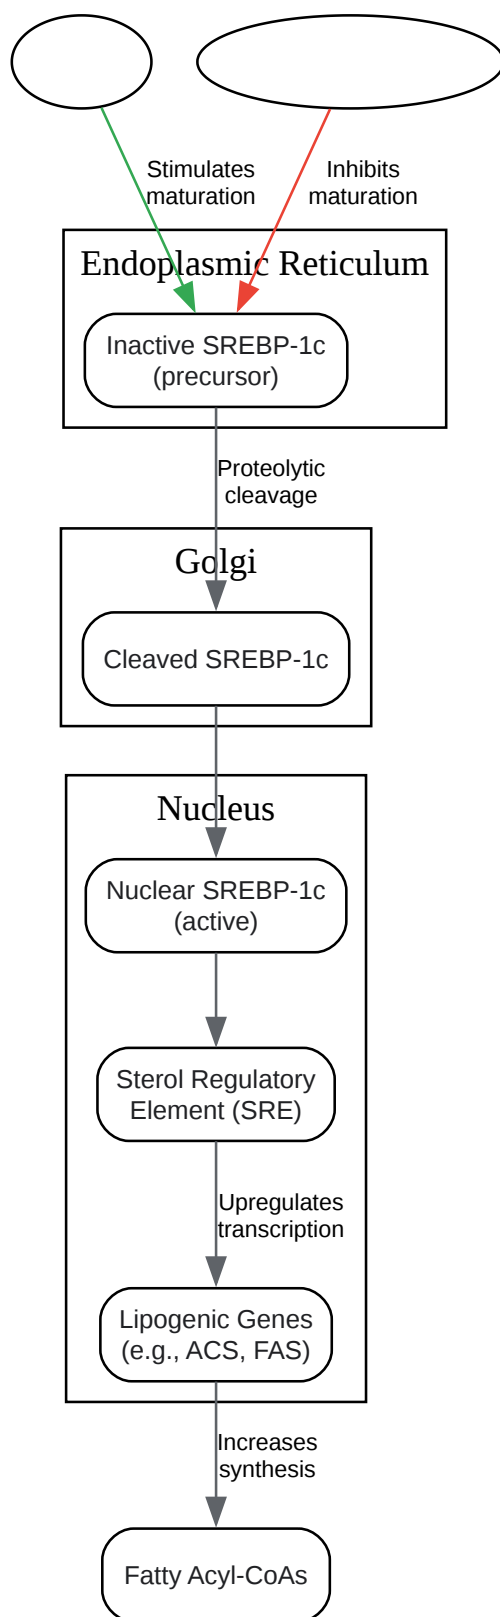 Stimulates
maturation
Inhibits
maturation
Endoplasmic Reticulum
Inactive SREBP-1c
(precursor)
Proteolytic
cleavage
Golgi
Cleaved SREBP-1c
Nucleus
Nuclear SREBP-1c
(active)
Sterol Regulatory
Element (SRE)
Upregulates
transcription
Lipogenic Genes
(e.g., ACS, FAS)
Increases
synthesis
Fatty Acyl-CoAs